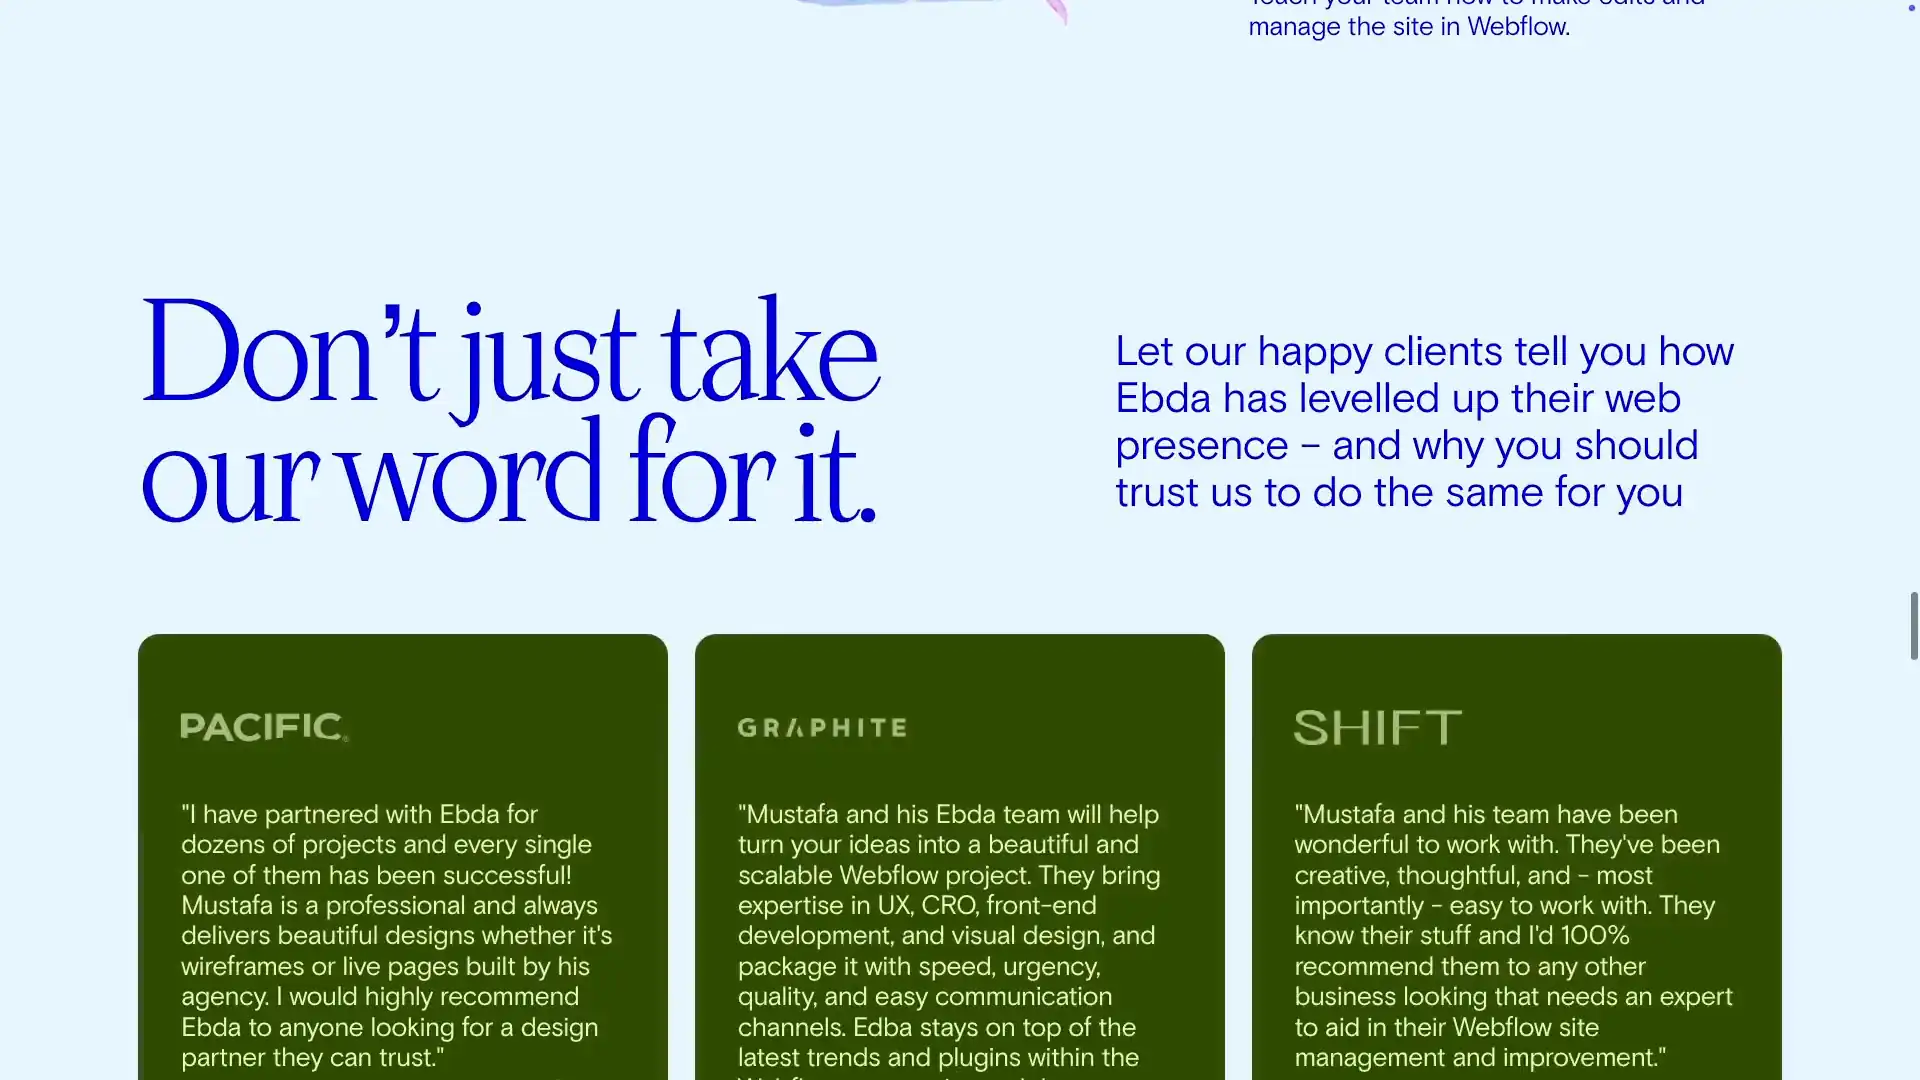 manage the site in Webflow.
Don't just take
our word for it.
Let our happy clients tell you how
Ebda has levelled up their web
presence – and why you should
trust us to do the same for you
PACIFIC
"I have partnered with Ebda for
dozens of projects and every single
one of them has been successful!
Mustafa is a professional and always
delivers beautiful designs whether it's
wireframes or live pages built by his
agency. I would highly recommend
Ebda to anyone looking for a design
partner they can trust."
GRAPHITE
"Mustafa and his Ebda team will help
turn your ideas into a beautiful and
scalable Webflow project. They bring
expertise in UX, CRO, front-end
development, and visual design, and
package it with speed, urgency,
quality, and easy communication
channels. Edba stays on top of the
latest trends and plugins within the
SHIFT
"Mustafa and his team have been
wonderful to work with. They've been
creative, thoughtful, and – most
importantly – easy to work with. They
know their stuff and I'd 100%
recommend them to any other
business looking that needs an expert
to aid in their Webflow site
management and improvement."